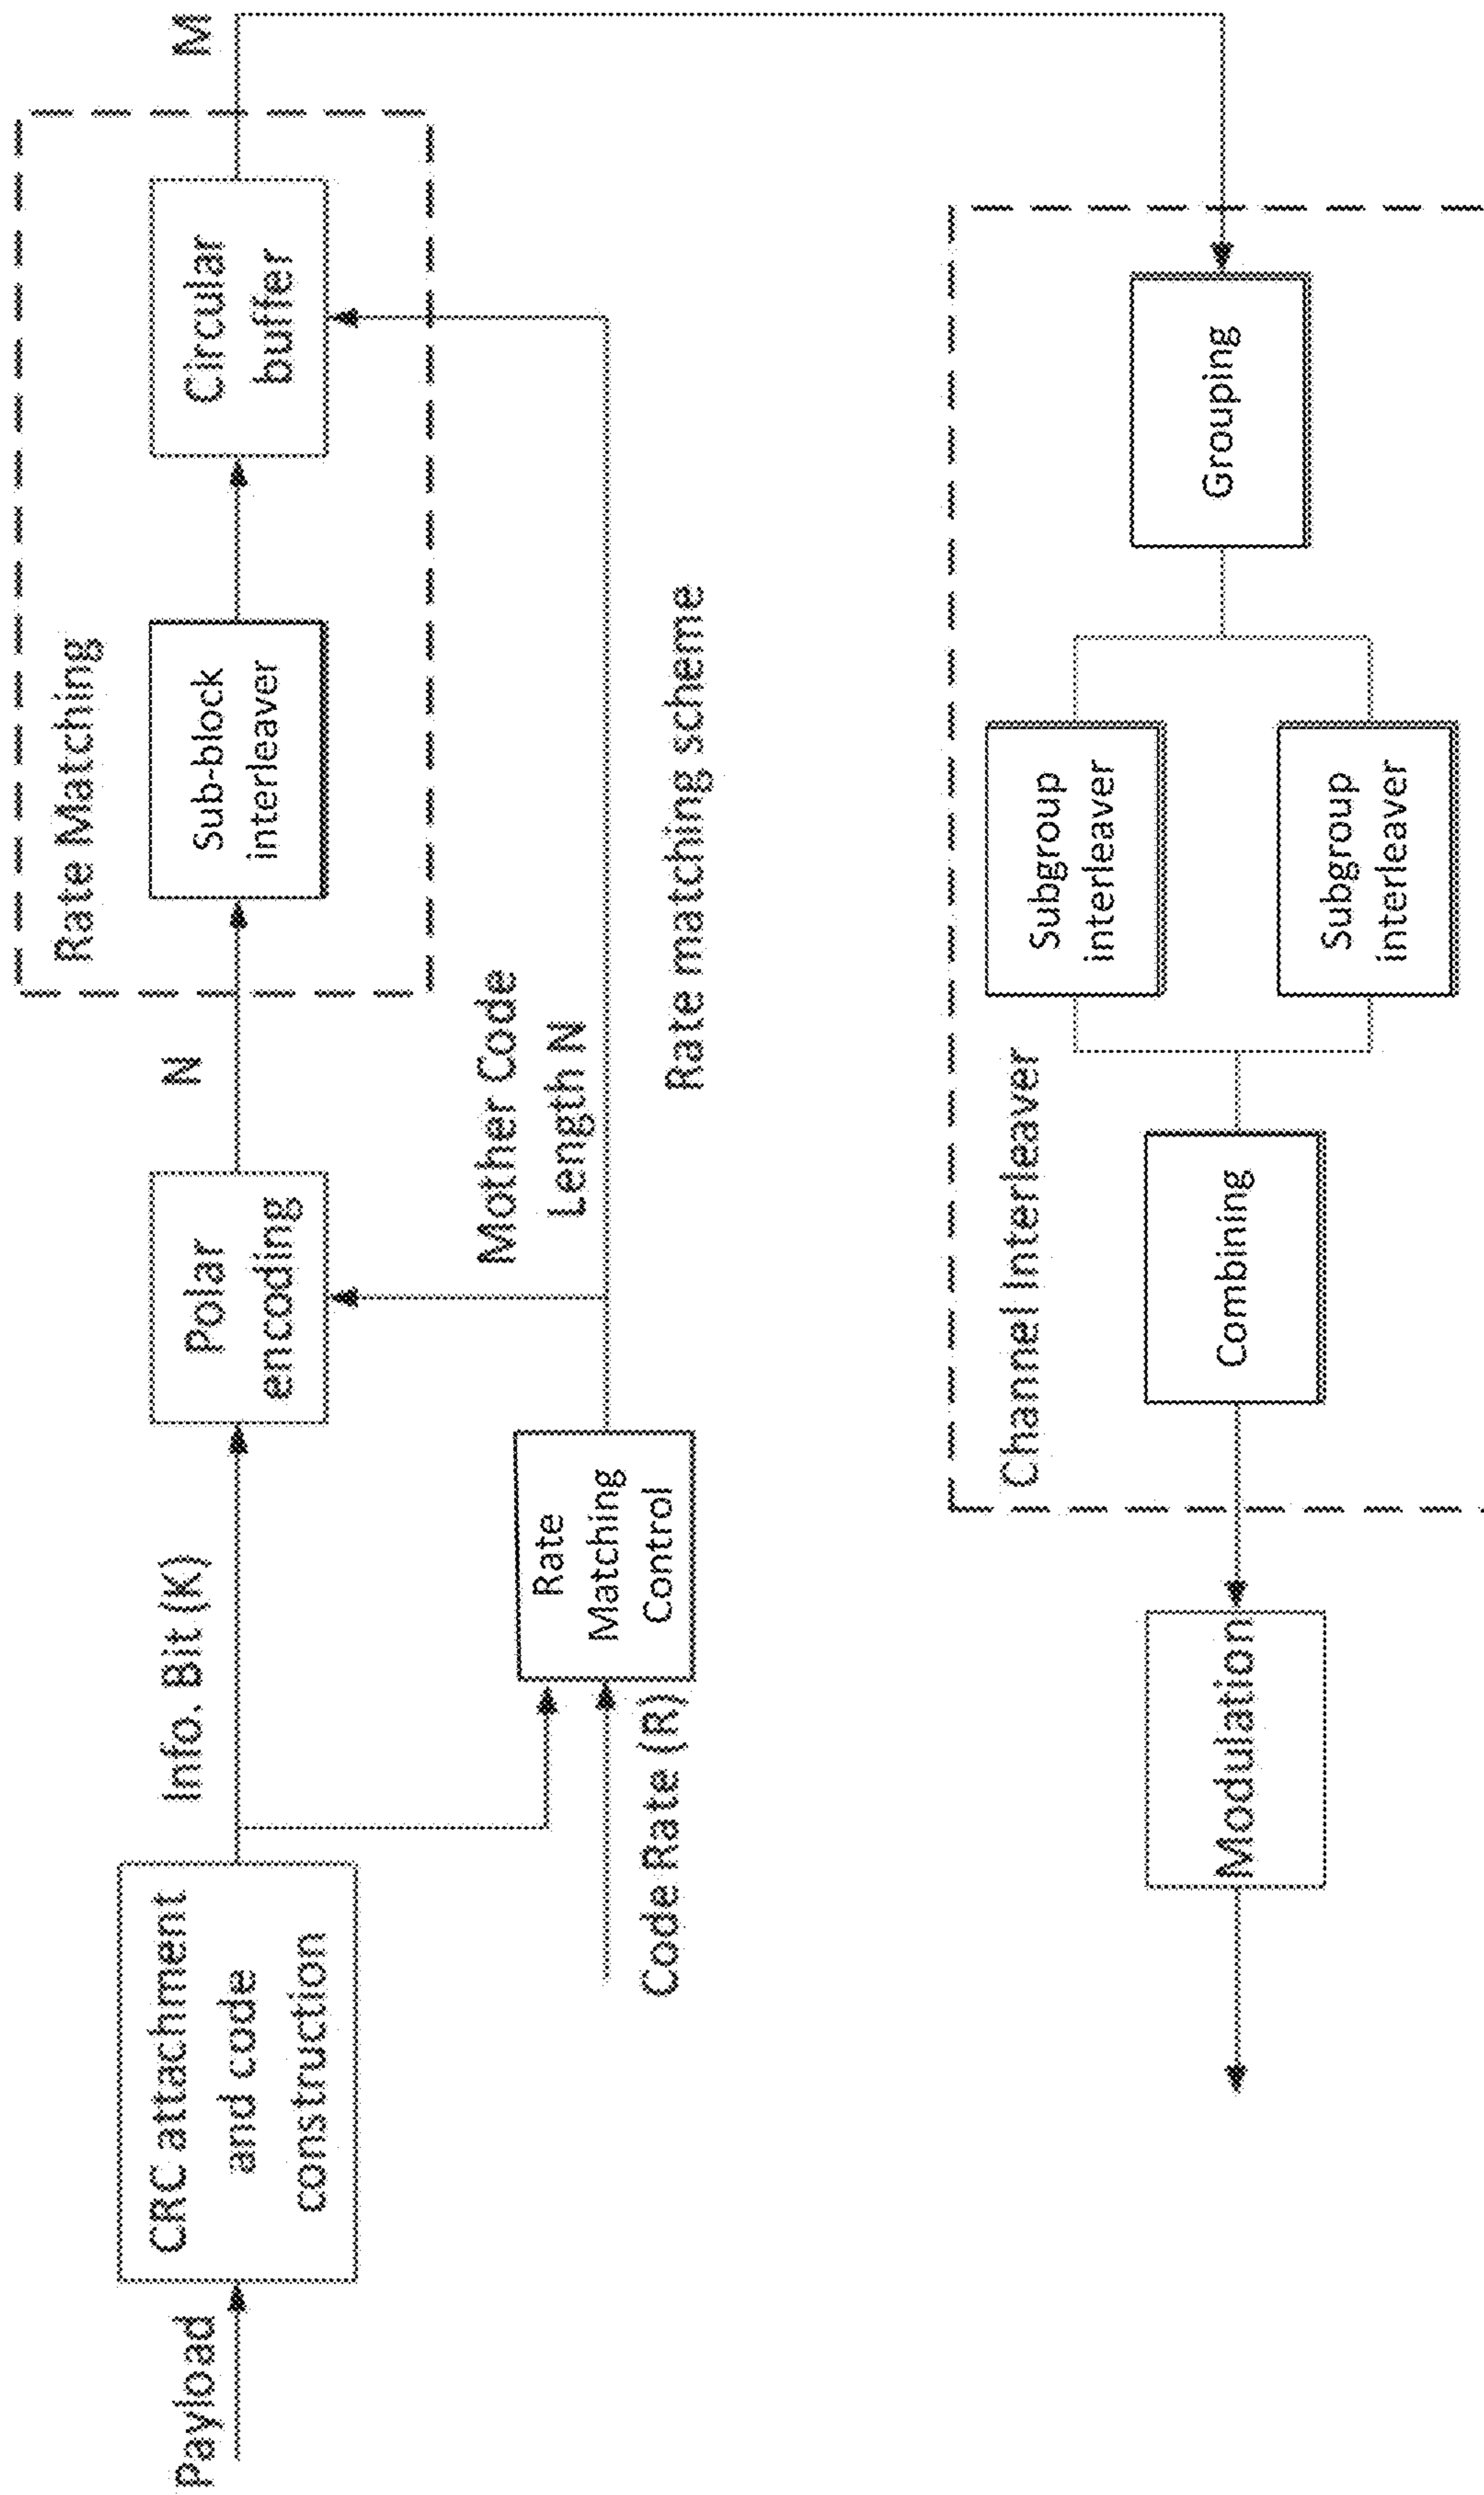 Payload
CRC attachment
and code
construction
Info. Bit (K)
Code Rate (R)
Rate
Matching
Control
Polar
encoding
Mother Code
Length N
N
Rate matching scheme
Rate Matching
Sub-block
interleaver
Circular
buffer
M
Channel Interleaver
Grouping
Subgroup
interleaver
Subgroup
interleaver
Combining
Modulation